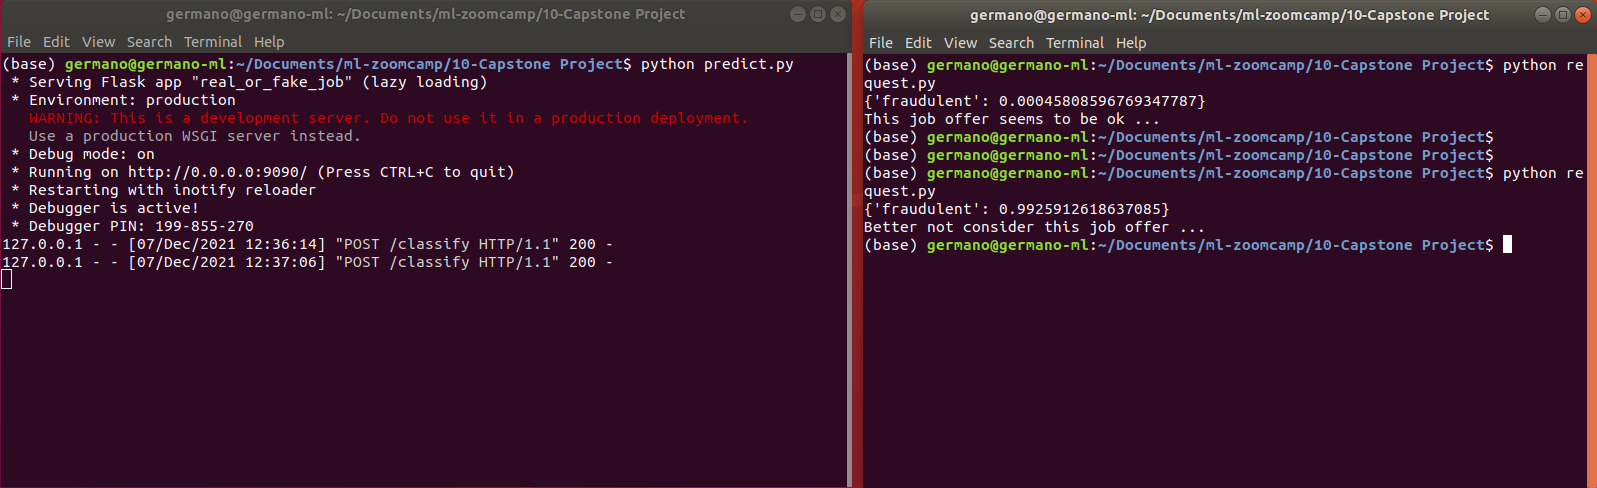 germano@germano-ml: ~/Documents/ml-zoomcamp/10-Capstone Project
File Edit View Search Terminal Help
(base) germano@germano-ml:~/Documents/ml-zoomcamp/10-Capstone Project$ python predict.py
* Serving Flask app "real_or_fake_job" (lazy loading)
* Environment: production
WARNING: This is a development server. Do not use it in a production deployment.
Use a production WSGI server instead.
* Debug mode: on
* Running on http://0.0.0.0:9090/ (Press CTRL+C to quit)
* Restarting with inotify reloader
* Debugger is active!
* Debugger PIN: 199-855-270
127.0.0.1 - - [07/Dec/2021 12:36:14] "POST /classify HTTP/1.1" 200 -
127.0.0.1 - - [07/Dec/2021 12:37:06] "POST /classify HTTP/1.1" 200 -
germano@germano-ml: ~/Documents/ml-zoomcamp/10-Capstone Project
File Edit View Search Terminal Help
(base) germano@germano-ml:~/Documents/ml-zoomcamp/10-Capstone Project$ python re
quest.py
{'fraudulent': 0.00045808596769347787}
This job offer seems to be ok ...
(base) germano@germano-ml:~/Documents/ml-zoomcamp/10-Capstone Project$
(base) germano@germano-ml:~/Documents/ml-zoomcamp/10-Capstone Project$
(base) germano@germano-ml:~/Documents/ml-zoomcamp/10-Capstone Project$ python re
quest.py
{'fraudulent': 0.9925912618637085}
Better not consider this job offer ...
(base) germano@germano-ml:~/Documents/ml-zoomcamp/10-Capstone Project$